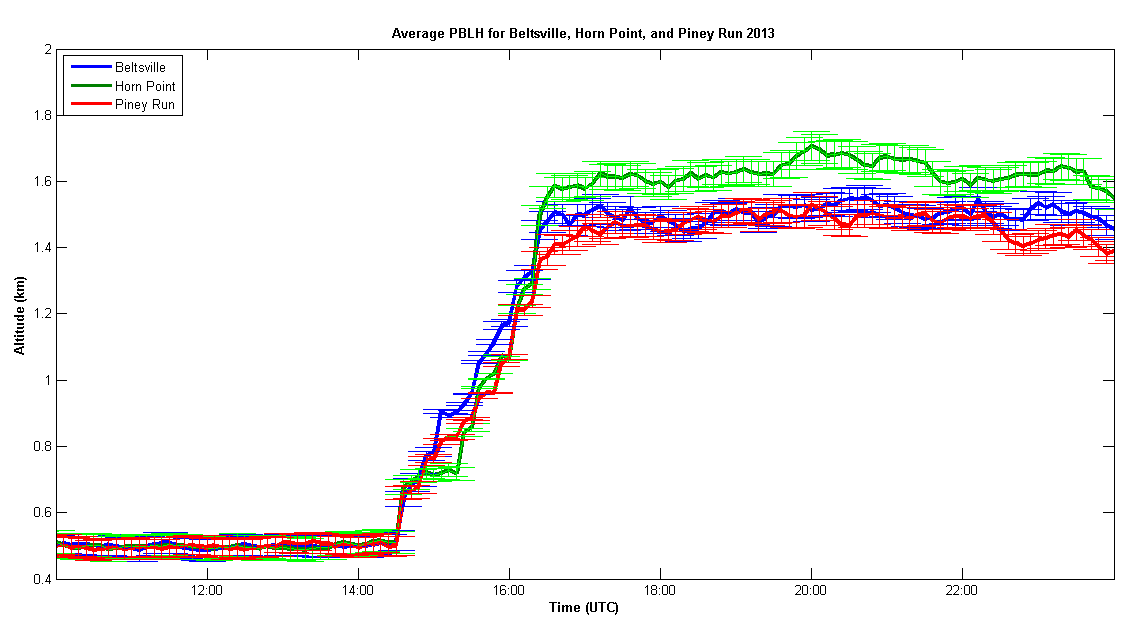 Average PBLH for Beltsville, Horn Point, and Piney Run 2013
2
Beltsville
Horn Point
Piney Run
1.8
1.6
1.4
1.2
1
0.8
0.6
0.4
Altitude (km)
12:00 14:00 16:00 18:00 20:00 22:00
Time (UTC)